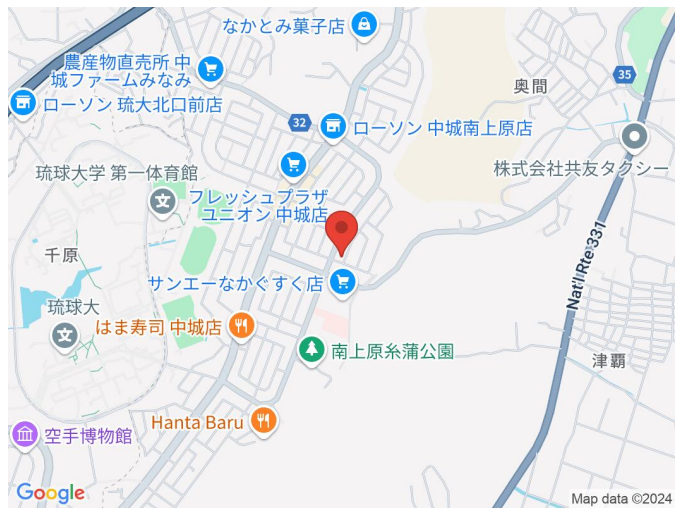 なかとみ菓子店
農産物直売所 中
城ファームみなみ
35
奥間
ローソン 琉大北口前店
32
ローソン 中城南上原店
琉球大学 第一体育館
株式会社共友タクシー
フレッシュプラザ
ユニオン 中城店
千原
サンエーなかぐすく店
Nat'l Rte 331
琉球大
はま寿司 中城店
南上原糸蒲公園
津覇
Hanta Baru
空手博物館
Google
Map data ©2024